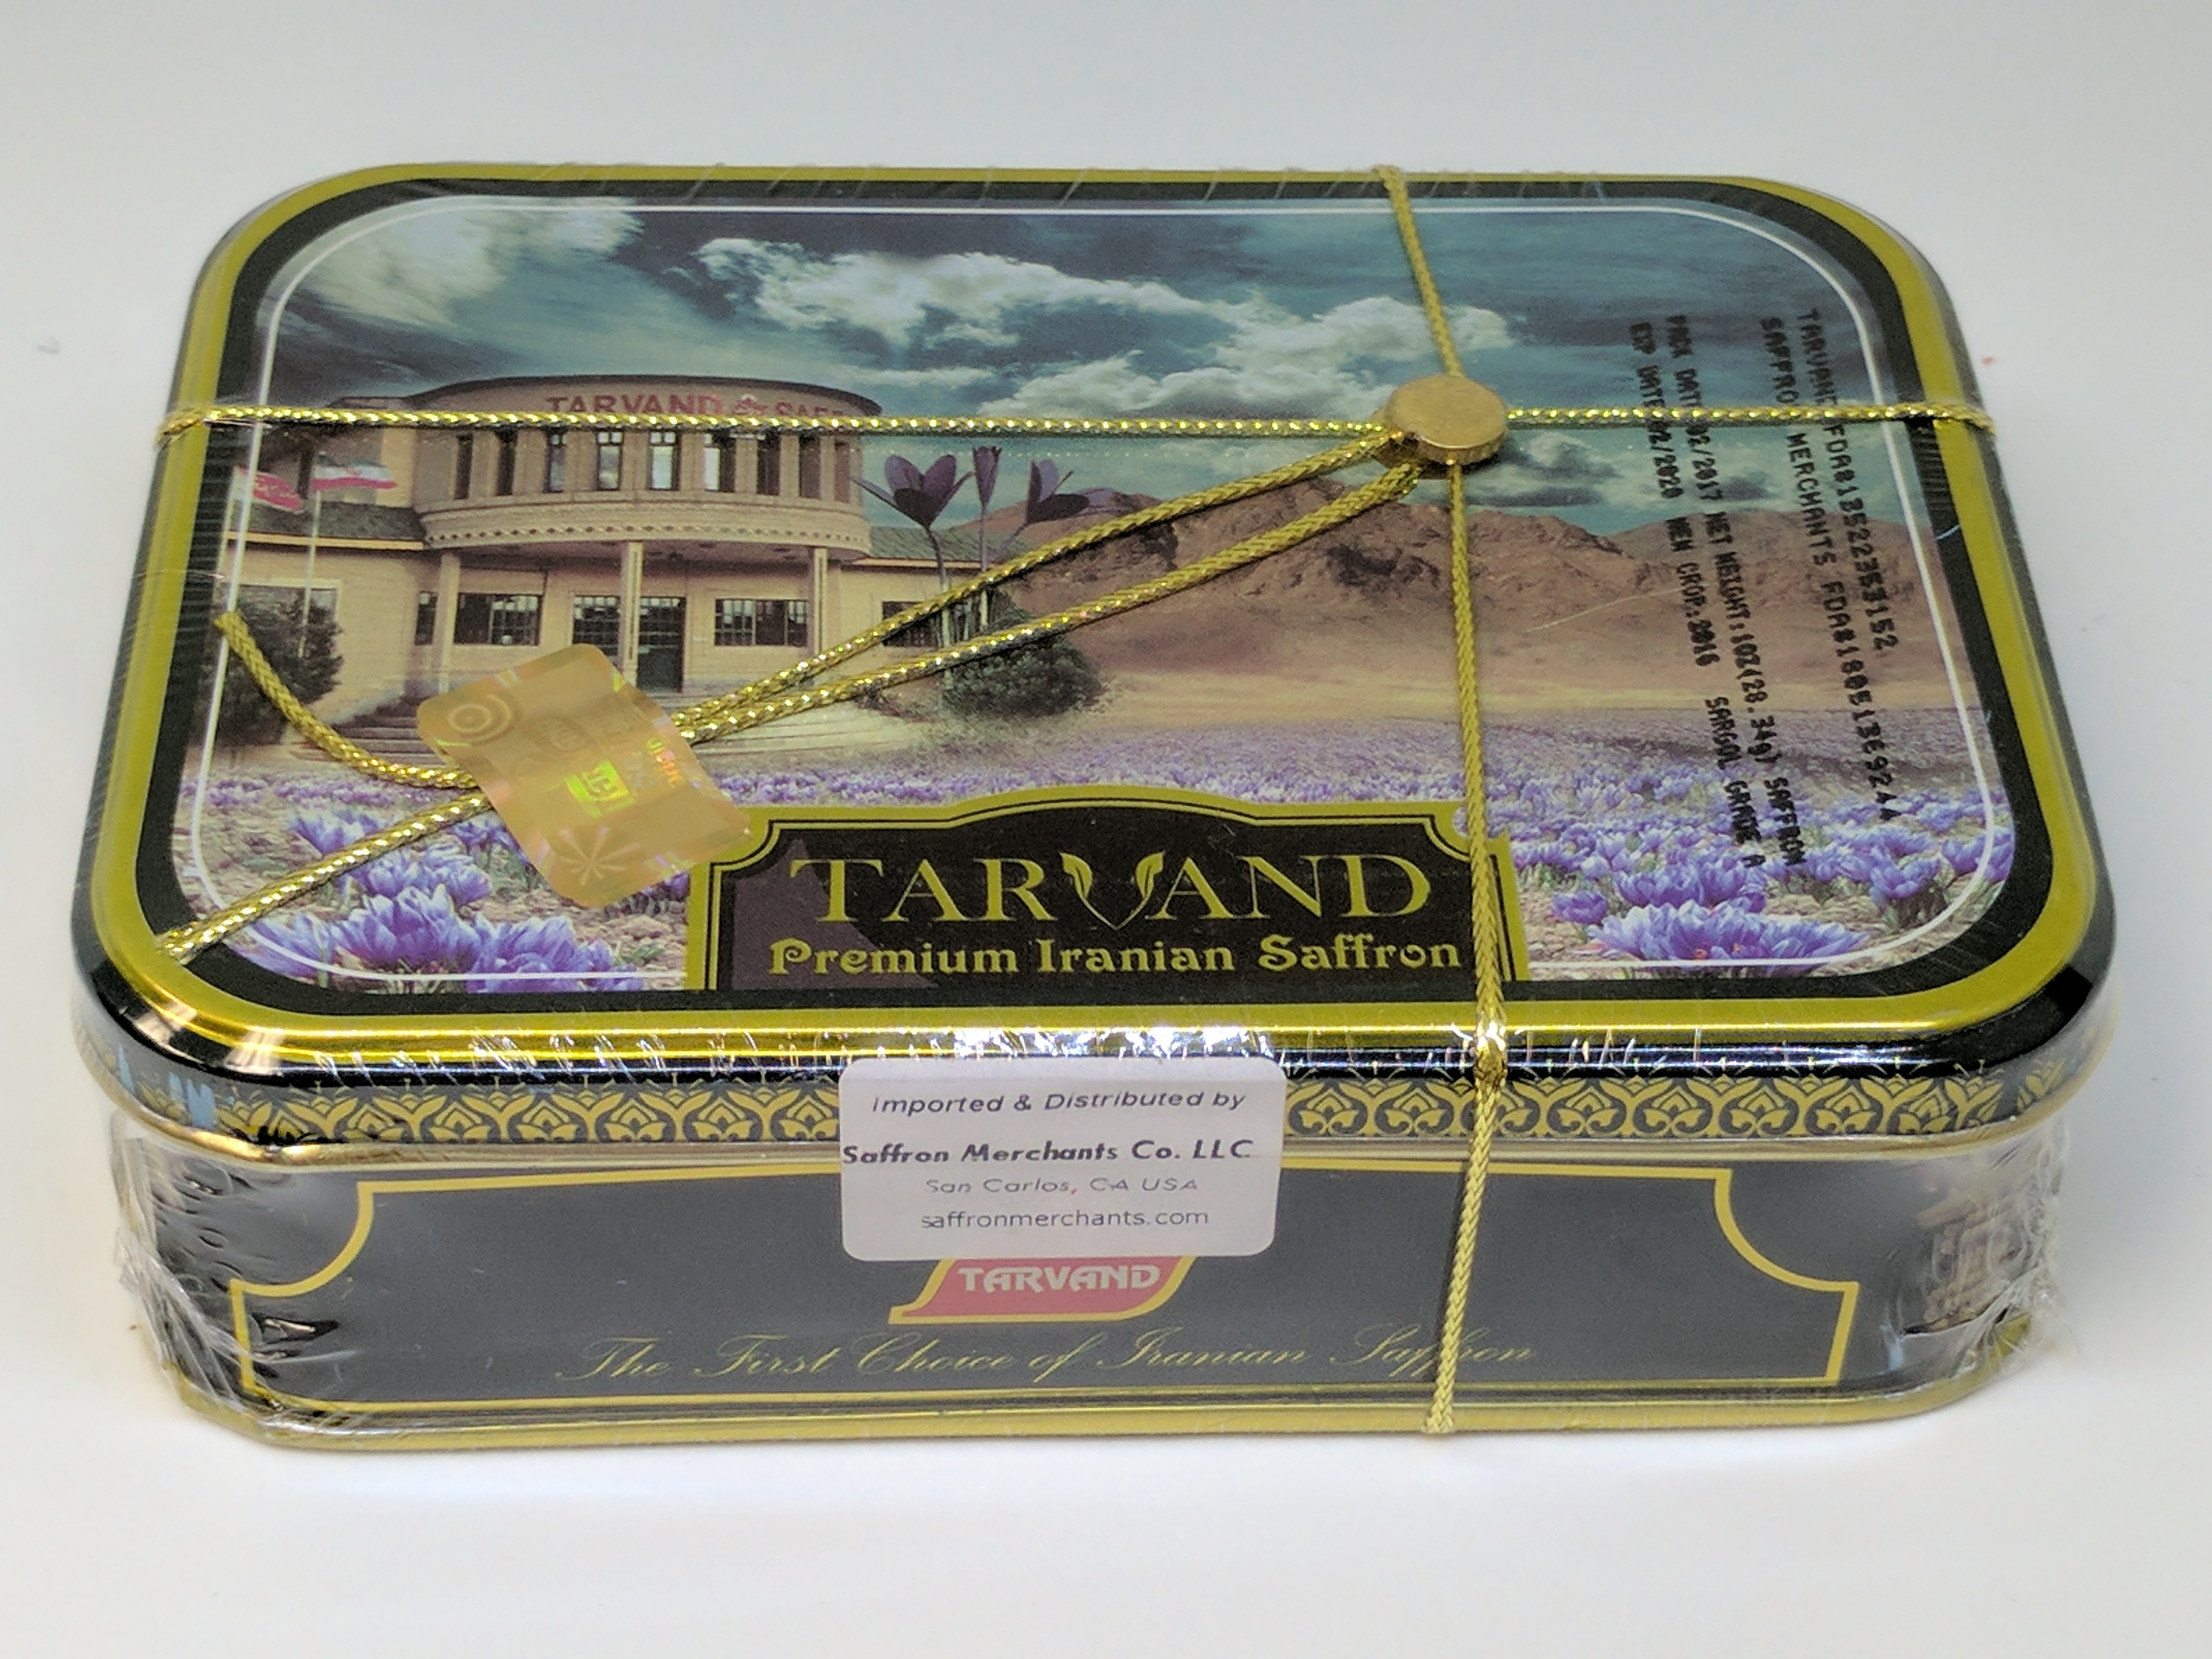 TARVAND
TARVAND FDA#13522353152
SAFFRON MERCHANTS FDA#18051369244
PACK DATE:02/2017 NET WEIGHT:1OZ(28.34g) SAFFRON
EXP DATE:02/2020 NEW CROP:2016 SARGOL GRADE A
TARVAND
Premium Iranian Saffron
Imported & Distributed by
Saffron Merchants Co. LLC
San Carlos, CA USA
saffronmerchants.com
TARVAND
The First Choice of Iranian Saffron